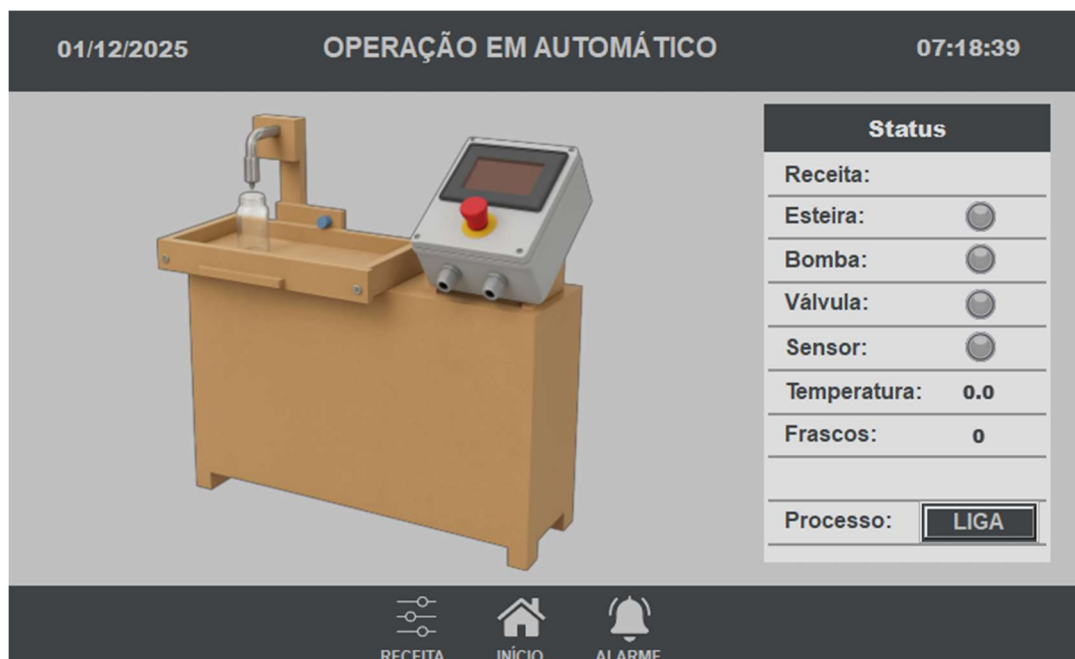 01/12/2025 OPERAÇÃO EM AUTOMÁTICO 07:18:39
Status
Receita:
Esteira:
Bomba:
Válvula:
Sensor:
Temperatura: 0.0
Frascos: 0
Processo: LIGA
RECEITA INÍCIO ALARME